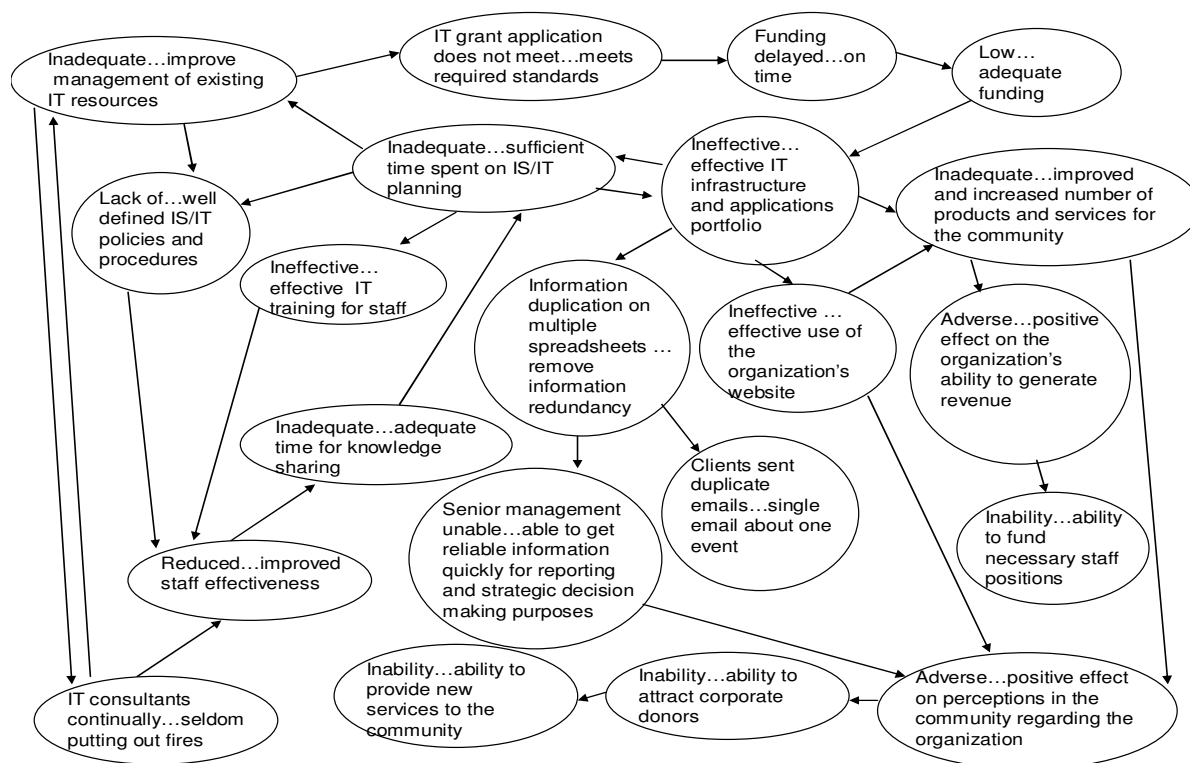 Inadequate…improve
management of existing
IT resources
IT grant application
does not meet…meets
required standards
Funding
delayed…on
time
Low…
adequate
funding
Inadequate…sufficient
time spent on IS/IT
planning
Ineffective…
effective IT
infrastructure
and applications
portfolio
Inadequate…improved
and increased number of
products and services for
the community
Lack of…well
defined IS/IT
policies and
procedures
Ineffective…
effective IT
training for staff
Information
duplication on
multiple
spreadsheets …
remove
information
redundancy
Ineffective …
effective use of
the
organization’s
website
Adverse…positive
effect on the
organization’s
ability to generate
revenue
Inadequate…adequate
time for knowledge
sharing
Clients sent
duplicate
emails…single
email about one
event
Senior management
unable…able to get
reliable information
quickly for reporting
and strategic decision
making purposes
Inability…ability
to fund
necessary staff
positions
Reduced…improved
staff effectiveness
IT consultants
continually…seldom
putting out fires
Inability…ability to
provide new
services to the
community
Inability…ability to
attract corporate
donors
Adverse…positive effect
on perceptions in the
community regarding the
organization